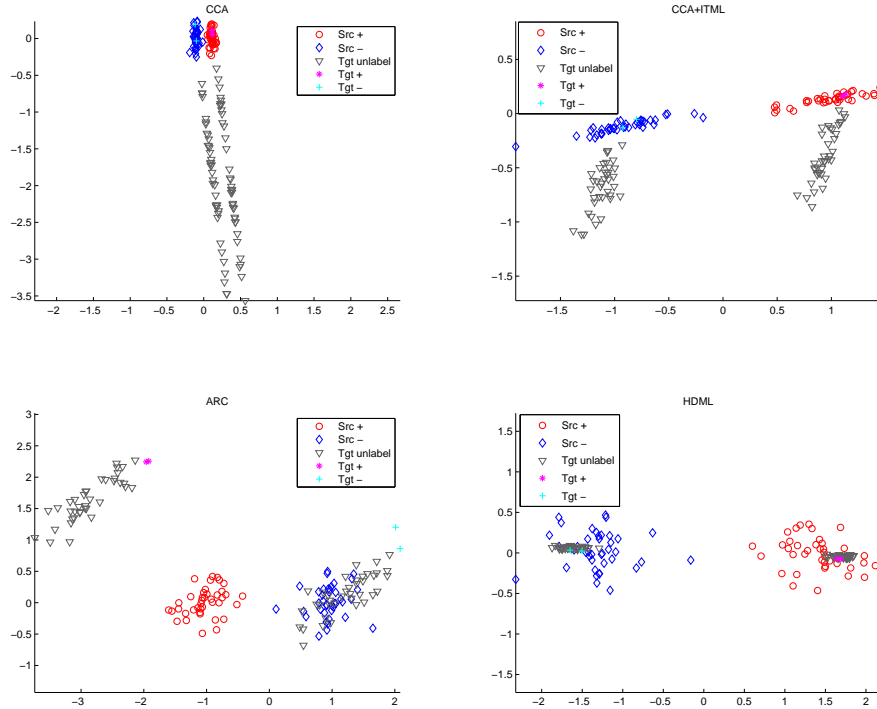 CCA
0
−0.5
−1
−1.5
−2
−2.5
−3
−3.5
−2 −1.5 −1 −0.5 0 0.5 1 1.5 2 2.5
Src +
Src −
Tgt unlabel
Tgt +
Tgt −
CCA+ITML
0.5
0
−0.5
−1
−1.5
−1.5 −1 −0.5 0 0.5 1
Src +
Src −
Tgt unlabel
Tgt +
Tgt −
ARC
3
2.5
2
1.5
1
0.5
0
−0.5
−1
−3 −2 −1 0 1 2
Src +
Src −
Tgt unlabel
Tgt +
Tgt −
HDML
1.5
1
0.5
0
−0.5
−1
−1.5
−2 −1.5 −1 −0.5 0 0.5 1 1.5 2
Src +
Src −
Tgt unlabel
Tgt +
Tgt −